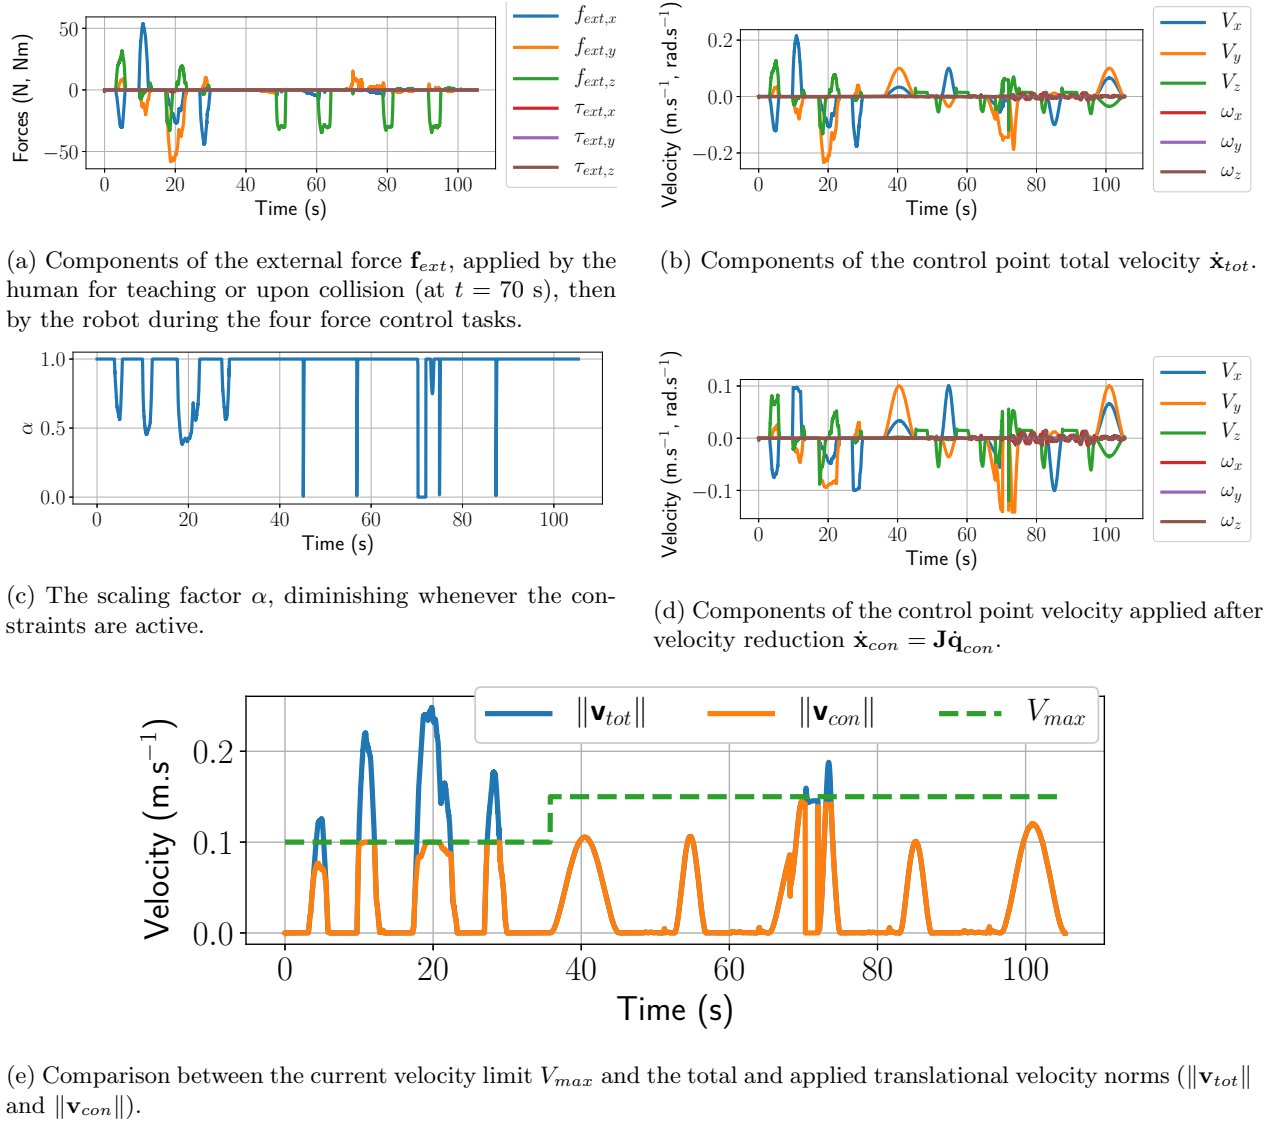 50
0
−50
Forces (N, Nm)
0 20 40 60 80 100
Time (s)
f_ext,x
f_ext,y
f_ext,z
τ_ext,x
τ_ext,y
τ_ext,z
0.2
0.0
−0.2
Velocity (m.s⁻¹, rad.s⁻¹)
0 20 40 60 80 100
Time (s)
V_x
V_y
V_z
ω_x
ω_y
ω_z
(a) Components of the external force f_ext, applied by the
human for teaching or upon collision (at t = 70 s), then
by the robot during the four force control tasks.
(b) Components of the control point total velocity ẋ_tot.
1.0
0.5
0.0
α
0 20 40 60 80 100
Time (s)
0.1
0.0
−0.1
Velocity (m.s⁻¹, rad.s⁻¹)
0 20 40 60 80 100
Time (s)
V_x
V_y
V_z
ω_x
ω_y
ω_z
(c) The scaling factor α, diminishing whenever the con-
straints are active.
(d) Components of the control point velocity applied after
velocity reduction ẋ_con = Jq̇_con.
‖v_tot‖ ‖v_con‖ V_max
0.2
0.1
0.0
Velocity (m.s⁻¹)
0 20 40 60 80 100
Time (s)
(e) Comparison between the current velocity limit V_max and the total and applied translational velocity norms (‖v_tot‖
and ‖v_con‖).